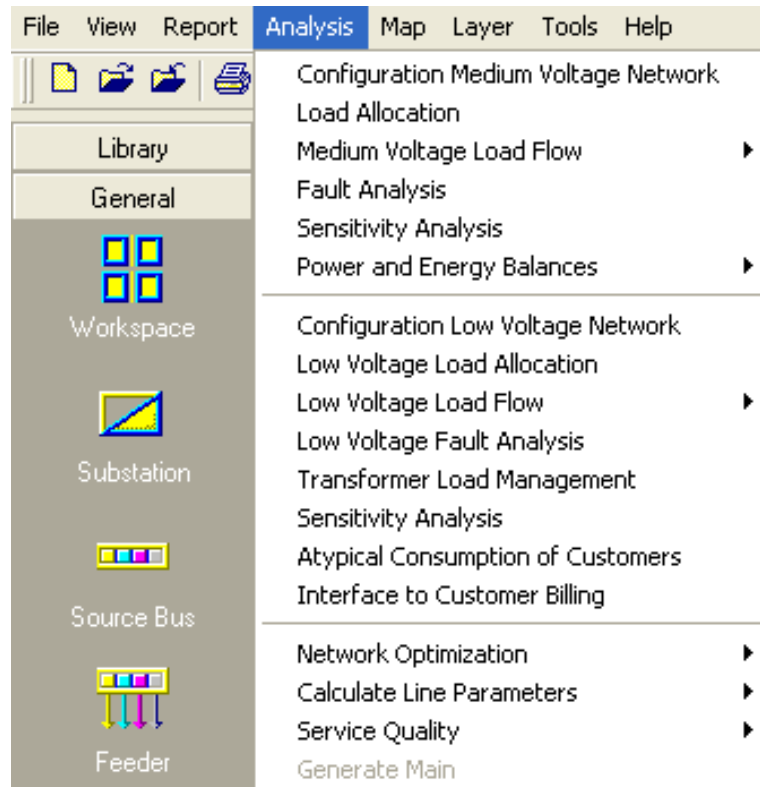 File View Report Analysis Map Layer Tools Help
Library
General
Workspace
Substation
Source Bus
Feeder
Configuration Medium Voltage Network
Load Allocation
Medium Voltage Load Flow
Fault Analysis
Sensitivity Analysis
Power and Energy Balances
Configuration Low Voltage Network
Low Voltage Load Allocation
Low Voltage Load Flow
Low Voltage Fault Analysis
Transformer Load Management
Sensitivity Analysis
Atypical Consumption of Customers
Interface to Customer Billing
Network Optimization
Calculate Line Parameters
Service Quality
Generate Main